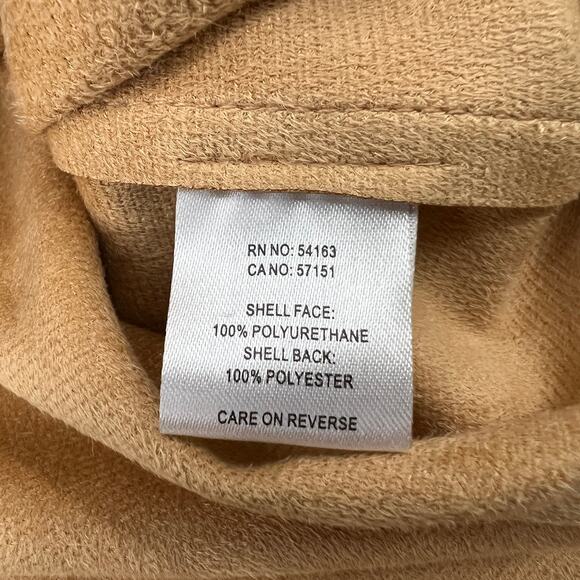 RN NO: 54163
CA NO: 57151
SHELL FACE:
100% POLYURETHANE
SHELL BACK:
100% POLYESTER
CARE ON REVERSE